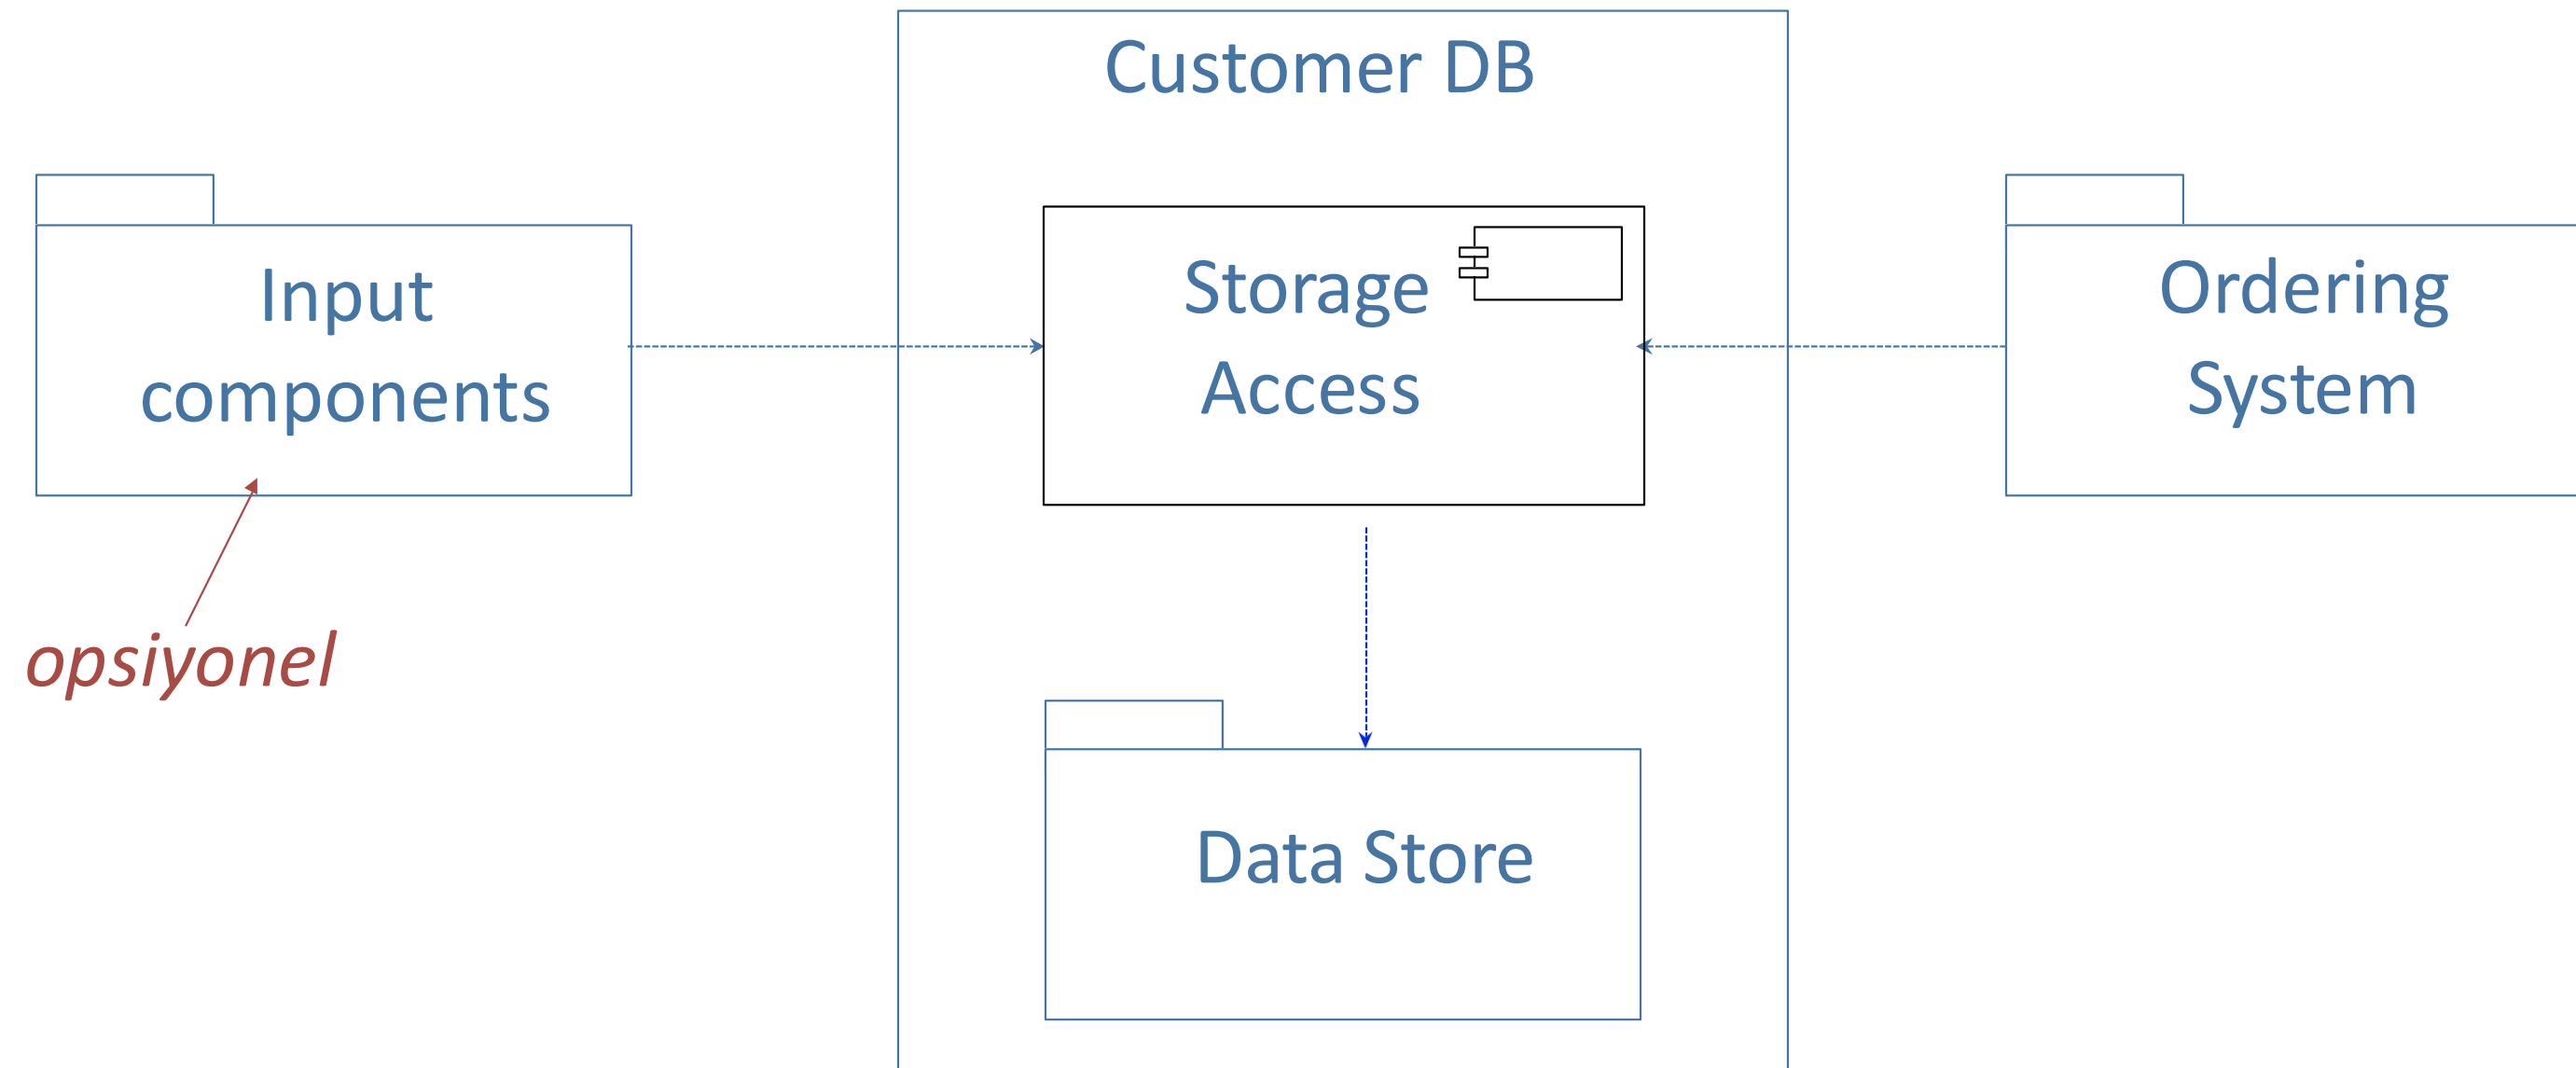 Customer DB
Input
components
Storage
Access
Ordering
System
opsiyonel
Data Store